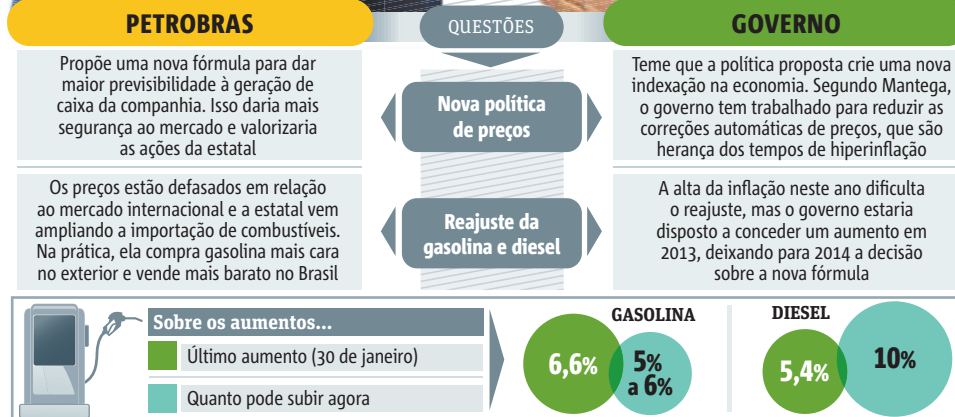 PETROBRAS
QUESTÕES
GOVERNO
Propõe uma nova fórmula para dar
maior previsibilidade à geração de
caixa da companhia. Isso daria mais
segurança ao mercado e valorizaria
as ações da estatal
Nova política
de preços
Teme que a política proposta crie uma nova
indexação na economia. Segundo Mantega,
o governo tem trabalhado para reduzir as
correções automáticas de preços, que são
herança dos tempos de hiperinflação
Os preços estão defasados em relação
ao mercado internacional e a estatal vem
ampliando a importação de combustíveis.
Na prática, ela compra gasolina mais cara
no exterior e vende mais barato no Brasil
Reajuste da
gasolina e diesel
A alta da inflação neste ano dificulta
o reajuste, mas o governo estaria
disposto a conceder um aumento em
2013, deixando para 2014 a decisão
sobre a nova fórmula
Sobre os aumentos...
Último aumento (30 de janeiro)
Quanto pode subir agora
GASOLINA
6,6%
5%
a 6%
DIESEL
5,4%
10%